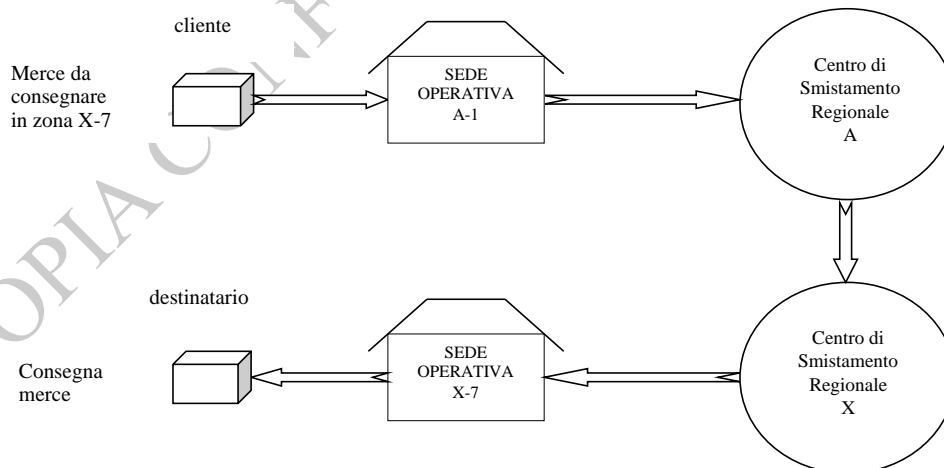 cliente
Merce da
consegnare
in zona X-7
SEDE
OPERATIVA
A-1
Centro di
Smistamento
Regionale
A
destinatario
Consegna
merce
SEDE
OPERATIVA
X-7
Centro di
Smistamento
Regionale
X